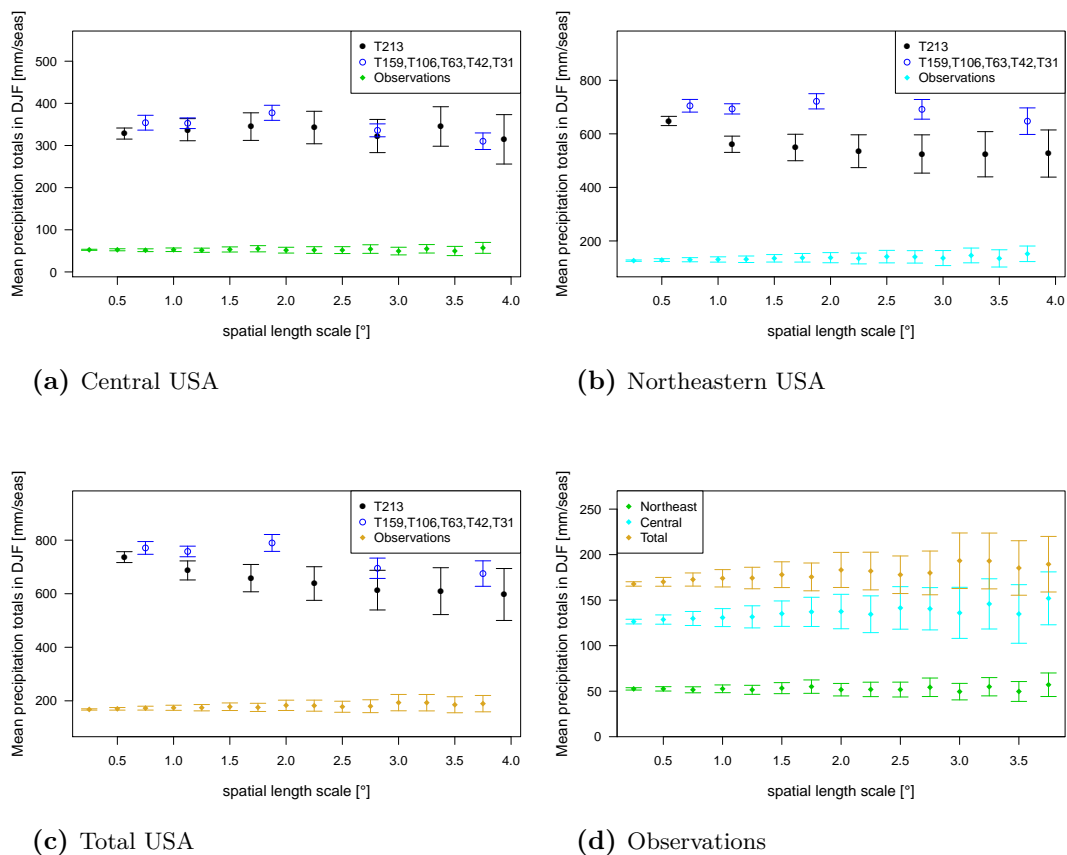 Mean precipitation totals in DJF [mm/seas]
500
400
300
200
100
0
T213
T159,T106,T63,T42,T31
Observations
0.5 1.0 1.5 2.0 2.5 3.0 3.5 4.0
spatial length scale [°]
(a) Central USA
Mean precipitation totals in DJF [mm/seas]
800
600
400
200
T213
T159,T106,T63,T42,T31
Observations
0.5 1.0 1.5 2.0 2.5 3.0 3.5 4.0
spatial length scale [°]
(b) Northeastern USA
Mean precipitation totals in DJF [mm/seas]
800
600
400
200
T213
T159,T106,T63,T42,T31
Observations
0.5 1.0 1.5 2.0 2.5 3.0 3.5 4.0
spatial length scale [°]
(c) Total USA
Mean precipitation totals in DJF [mm/seas]
250
200
150
100
50
0
Northeast
Central
Total
0.5 1.0 1.5 2.0 2.5 3.0 3.5
spatial length scale [°]
(d) Observations